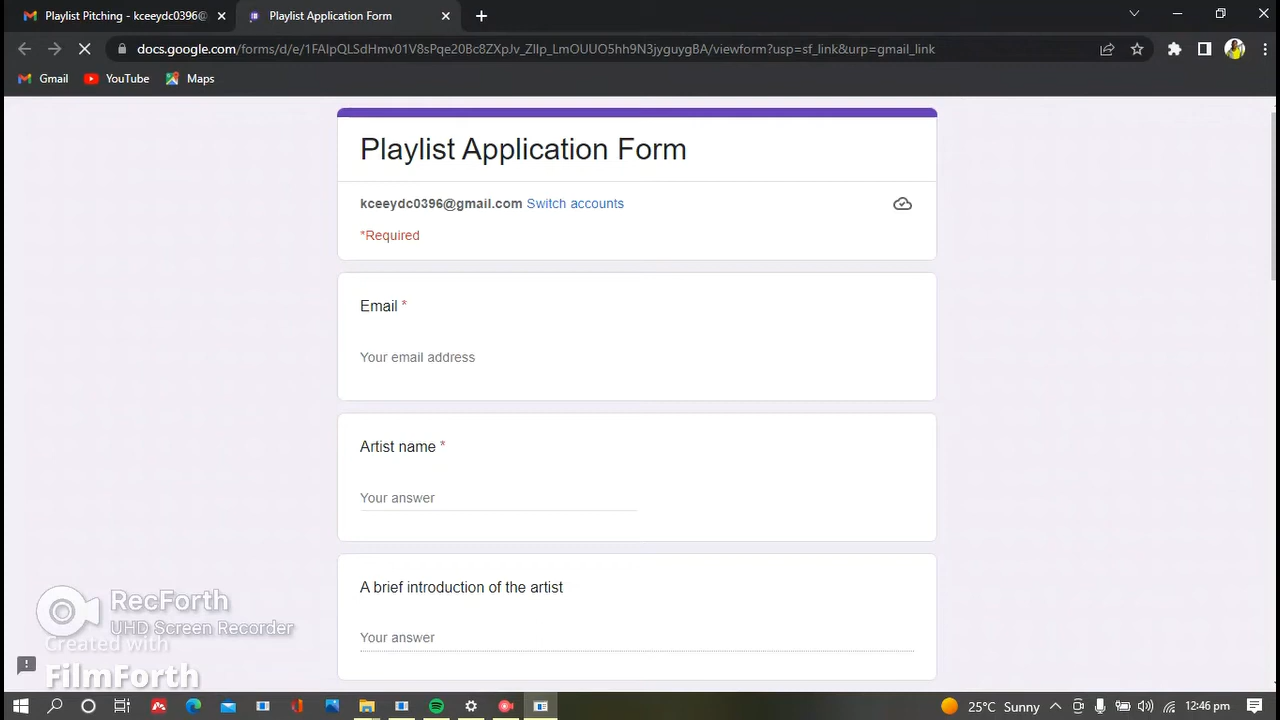 Playlist Pitching - kceeydc0396@
Playlist Application Form
docs.google.com/forms/d/e/1FAIpQLSdHmv01V8sPqe20Bc8ZXpJv_ZIlp_LmOUUO5hh9N3jyguygBA/viewform?usp=sf_link&urp=gmail_link
Gmail YouTube Maps
Playlist Application Form
kceeydc0396@gmail.com Switch accounts
*Required
Email *
Your email address
Artist name *
Your answer
A brief introduction of the artist
Your answer
RecForth
UHD Screen Recorder
Created with
FilmForth
25°C Sunny 12:46 pm